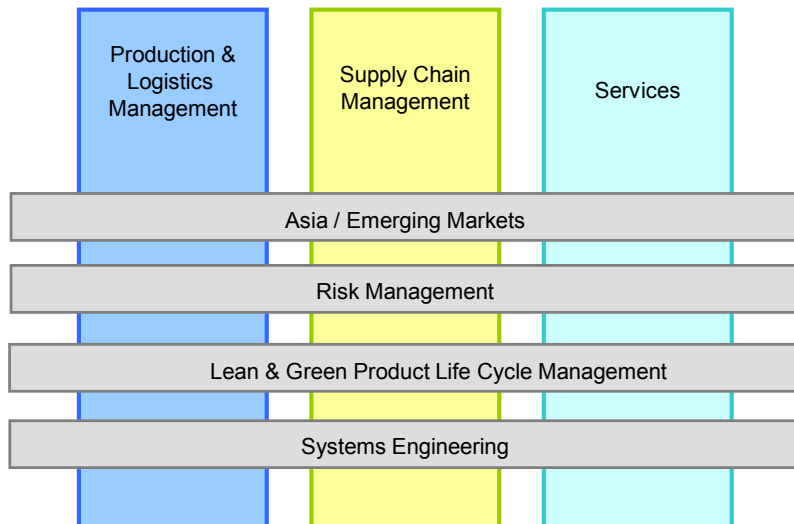 Production &
Logistics
Management
Supply Chain
Management
Services
Asia / Emerging Markets
Risk Management
Lean & Green Product Life Cycle Management
Systems Engineering